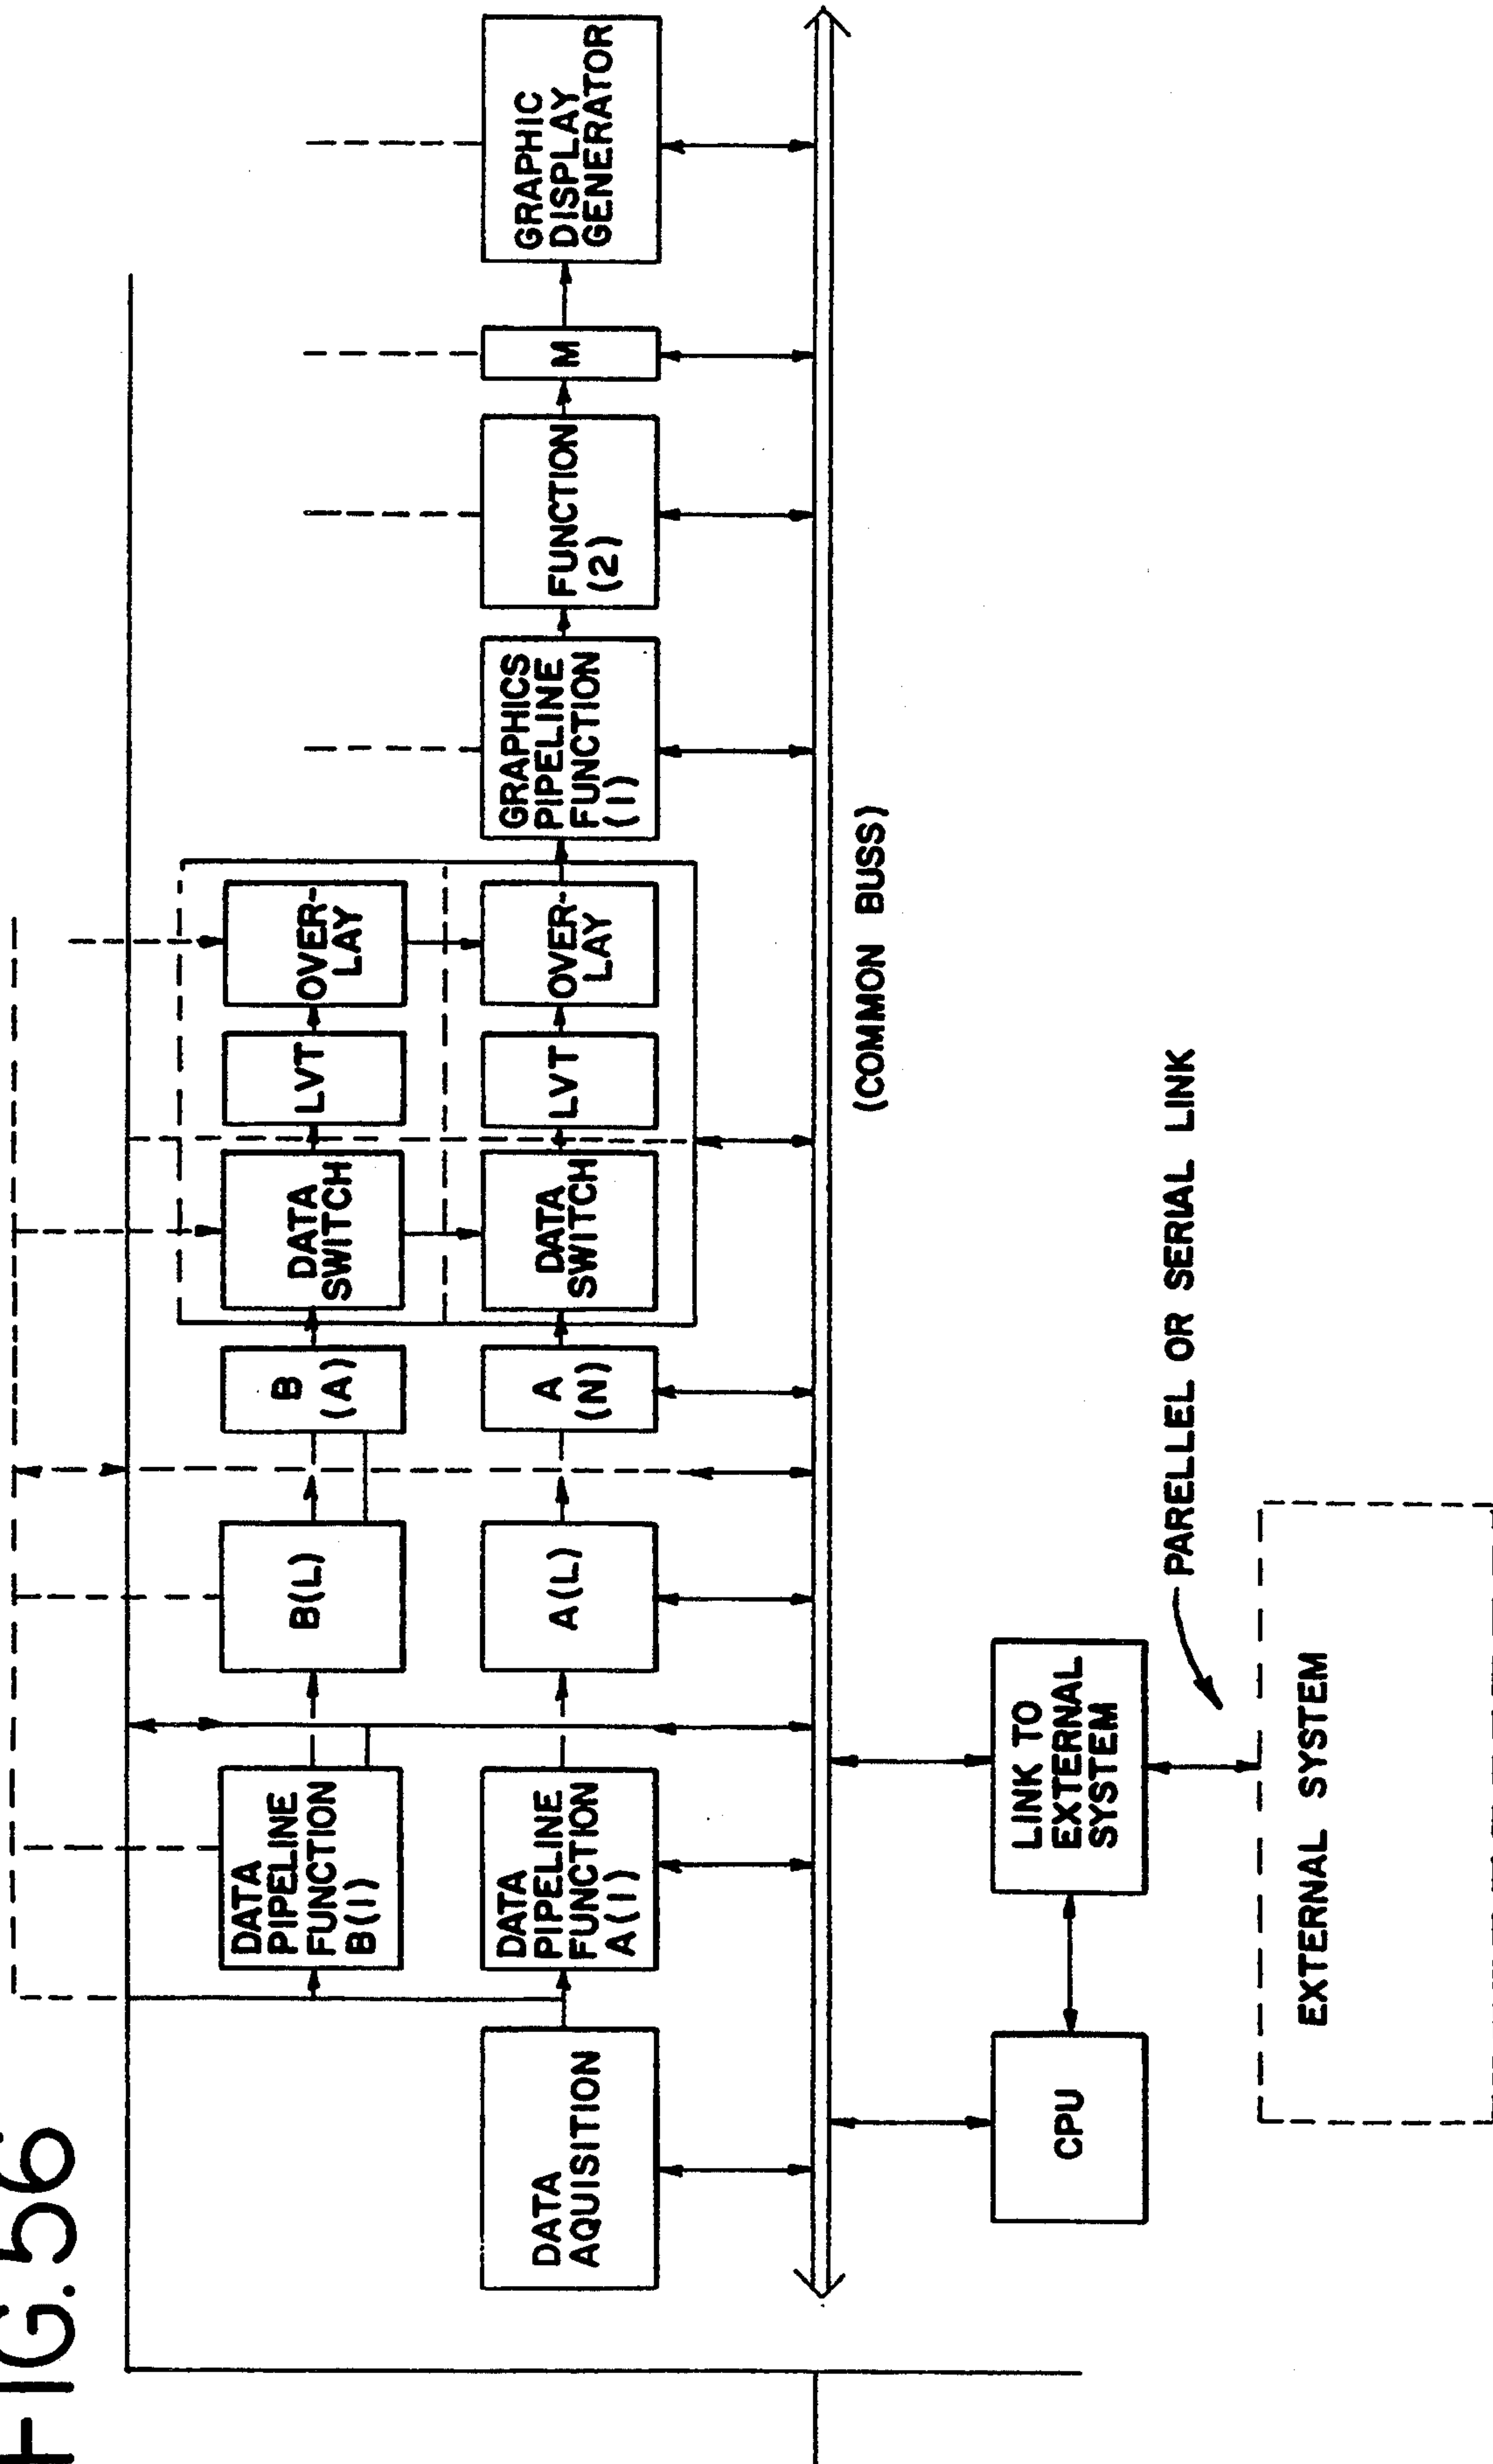 FIG.56
DATA
PIPELINE
FUNCTION
B(1)
B(L)
B
(A)
DATA
SWITCH
LVT
OVER-
LAY
DATA
AQUISITION
DATA
PIPELINE
FUNCTION
A(1)
A(L)
A
(N)
DATA
SWITCH
LVT
OVER-
LAY
GRAPHICS
PIPELINE
FUNCTION
(1)
FUNCTION
(2)
M
GRAPHIC
DISPLAY
GENERATOR
(COMMON BUSS)
CPU
LINK TO
EXTERNAL
SYSTEM
PARELLEL OR SERIAL LINK
EXTERNAL SYSTEM